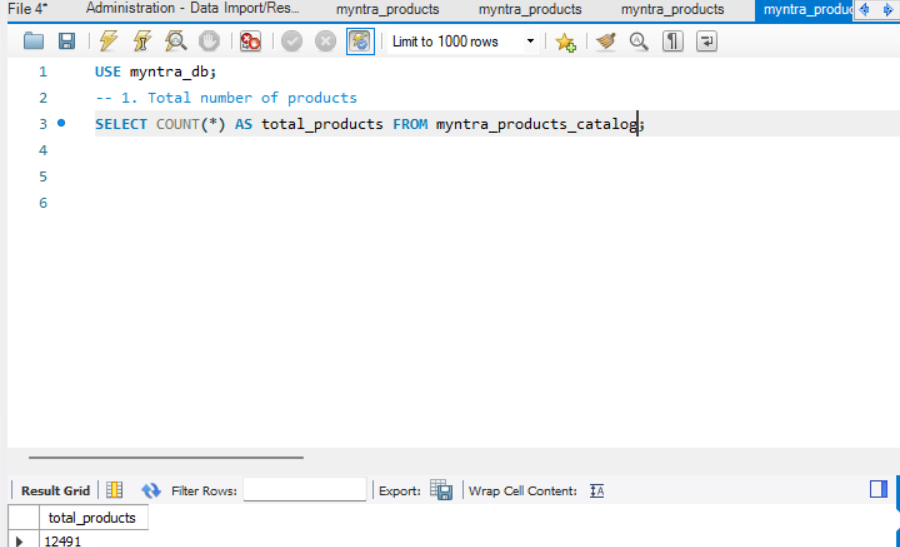 File 4* Administration - Data Import/Res... myntra_products myntra_products myntra_products myntra_produc
Limit to 1000 rows
1 USE myntra_db;
2 -- 1. Total number of products
3 SELECT COUNT(*) AS total_products FROM myntra_products_catalog;
4
5
6
Result Grid Filter Rows: Export: Wrap Cell Content: IA
total_products
12491